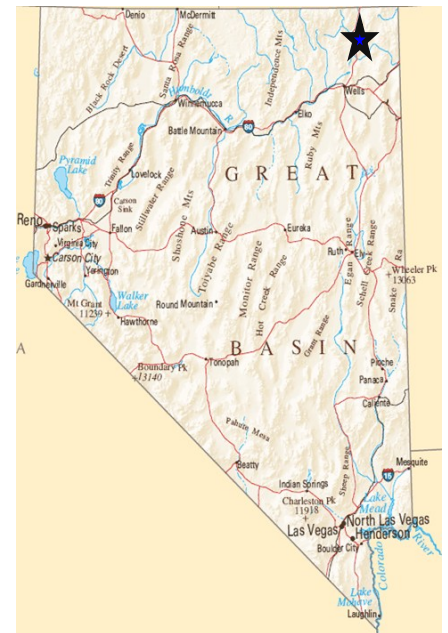 Denio
McDermitt
Black Rock Desert
Santa Rosa Range
Independence Mts
Humboldt
R
Wells
Winnemucca
Elko
Battle Mountain
80
Ruby Mts
GREAT
Pyramid
Lake
Trinity Range
Lovelock
Stillwater Range
80
Carson
Sink
Shoshone Mts
Reno
Sparks
Fallon
Austin
Eureka
Virginia City
Carson City
Toiyabe Range
Monitor Range
Ruth
Ely
Egan Range
Schell Creek Range
Snake Ra
Wheeler Pk
13063
Yerington
Gardnerville
Hot Creek Range
Mt Grant
11239
Walker
Lake
Round Mountain
Hawthorne
Grant Range
A
BASIN
Boundary Pk
13140
Tonopah
Pioche
Panaca
Caliente
Pahute Mesa
Beatty
Sheep Range
Mesquite
15
Indian Springs
Charleston Pk
11918
Lake
Mead
North Las Vegas
Las Vegas
Henderson
Boulder City
Colorado
River
Lake
Mohave
Laughlin